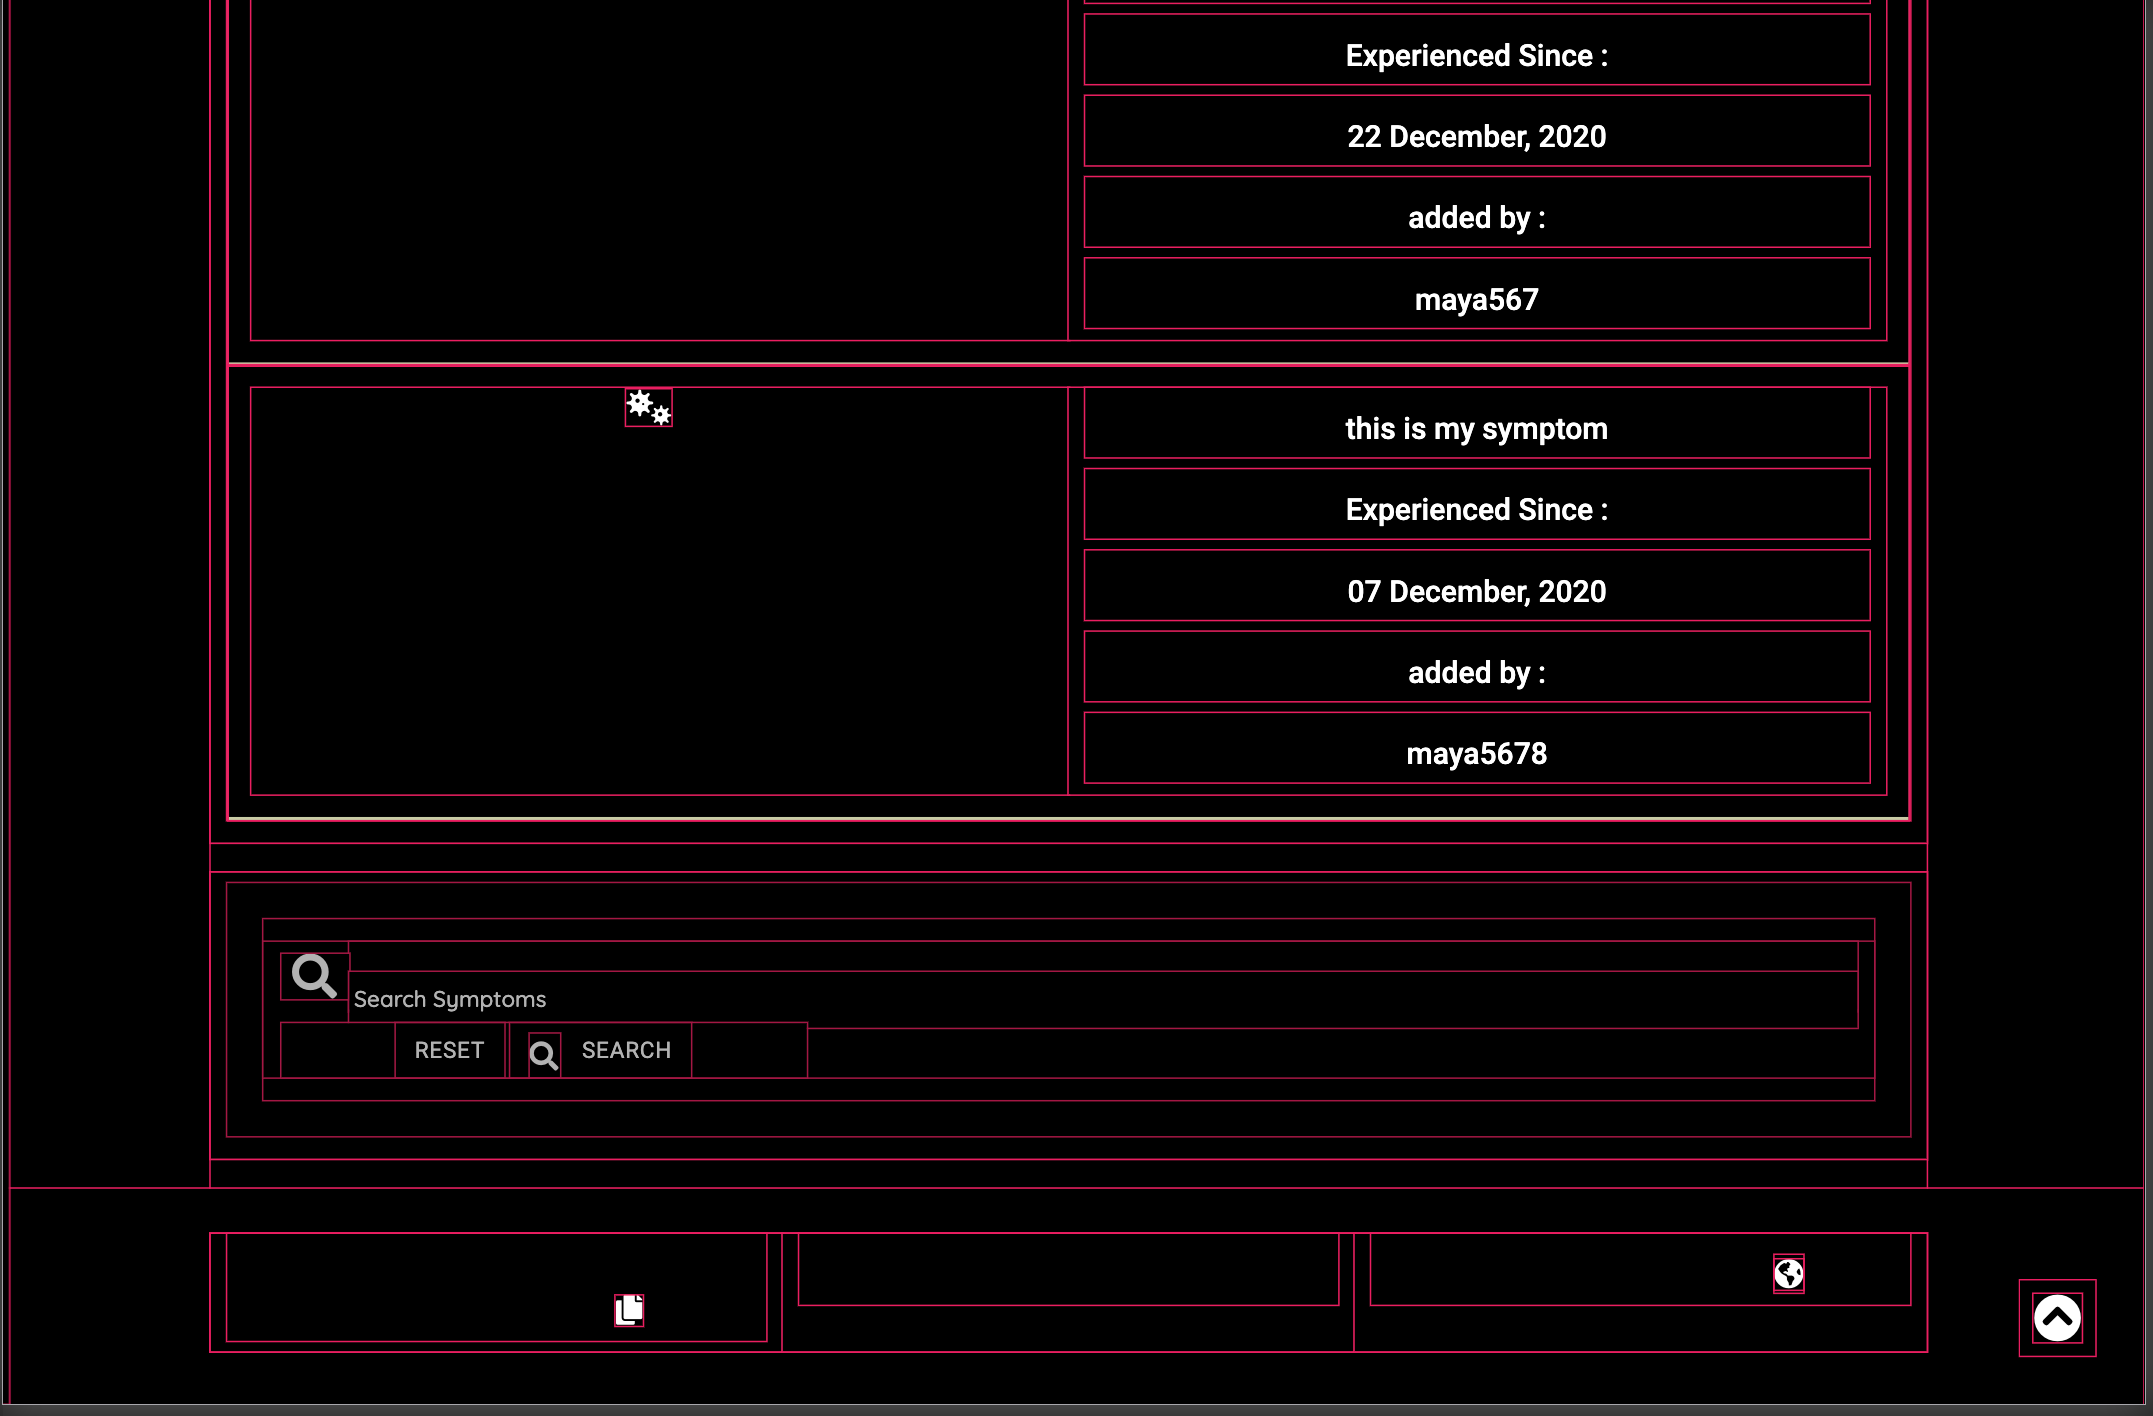 Experienced Since :
22 December, 2020
added by :
maya567
this is my symptom
Experienced Since :
07 December, 2020
added by :
maya5678
Search Symptoms
RESET
SEARCH